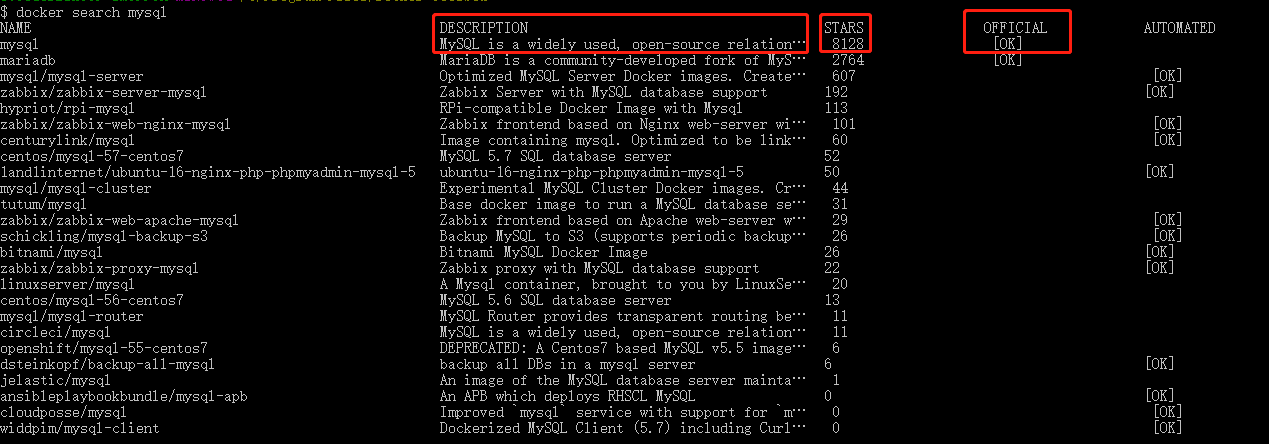 $ docker search mysql
NAME DESCRIPTION STARS OFFICIAL AUTOMATED
mysql MySQL is a widely used, open-source relation… 8128 [OK]
mariadb MariaDB is a community-developed fork of MyS… 2764 [OK]
mysql/mysql-server Optimized MySQL Server Docker images. Create… 607 [OK]
zabbix/zabbix-server-mysql Zabbix Server with MySQL database support 192 [OK]
hypriot/rpi-mysql RPi-compatible Docker Image with Mysql 113
zabbix/zabbix-web-nginx-mysql Zabbix frontend based on Nginx web-server wi… 101 [OK]
centurylink/mysql Image containing mysql. Optimized to be link… 60 [OK]
centos/mysql-57-centos7 MySQL 5.7 SQL database server 52
1and1internet/ubuntu-16-nginx-php-phpmyadmin-mysql-5 ubuntu-16-nginx-php-phpmyadmin-mysql-5 50 [OK]
mysql/mysql-cluster Experimental MySQL Cluster Docker images. Cr… 44
tutum/mysql Base docker image to run a MySQL database se… 31
zabbix/zabbix-web-apache-mysql Zabbix frontend based on Apache web-server w… 29 [OK]
schickling/mysql-backup-s3 Backup MySQL to S3 (supports periodic backup… 26 [OK]
bitnami/mysql Bitnami MySQL Docker Image 26 [OK]
zabbix/zabbix-proxy-mysql Zabbix proxy with MySQL database support 22 [OK]
linuxserver/mysql A Mysql container, brought to you by LinuxSe… 20
centos/mysql-56-centos7 MySQL 5.6 SQL database server 13
mysql/mysql-router MySQL Router provides transparent routing be… 11
circleci/mysql MySQL is a widely used, open-source relation… 11
openshift/mysql-55-centos7 DEPRECATED: A Centos7 based MySQL v5.5 image… 6
dsteinkopf/backup-all-mysql backup all DBs in a mysql server 6 [OK]
jelastic/mysql An image of the MySQL database server mainta… 1
ansibleplaybookbundle/mysql-apb An APB which deploys RHSCL MySQL 0 [OK]
cloudposse/mysql Improved `mysql` service with support for `m… 0 [OK]
widdpim/mysql-client Dockerized MySQL Client (5.7) including Curl… 0 [OK]